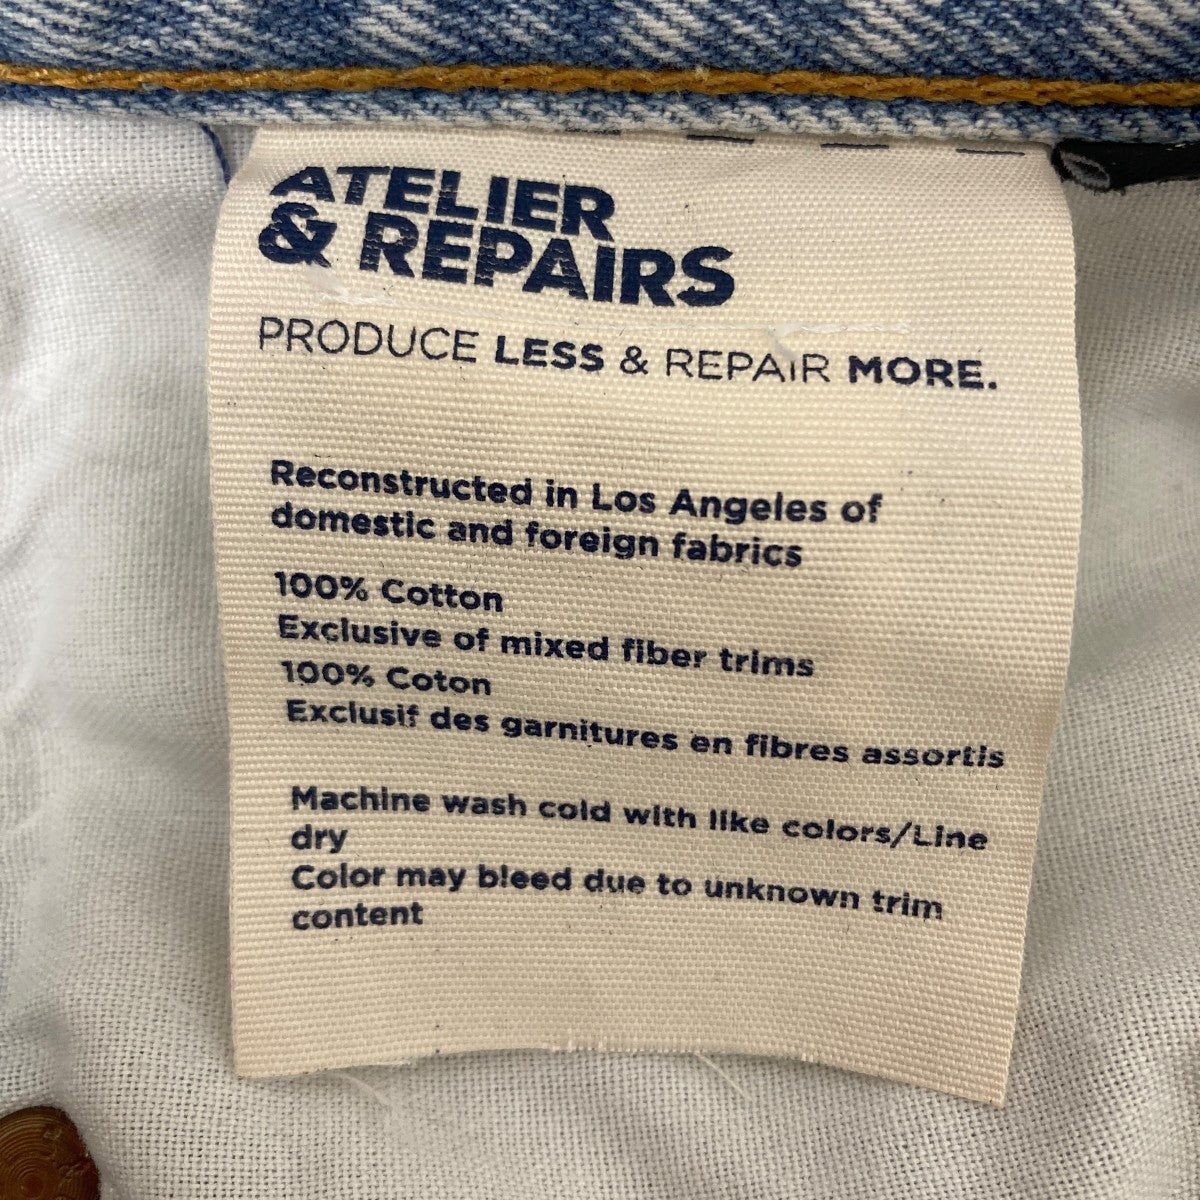 ATELIER
& REPAIRS
PRODUCE LESS & REPAIR MORE.
Reconstructed in Los Angeles of
domestic and foreign fabrics
100% Cotton
Exclusive of mixed fiber trims
100% Coton
Exclusif des garnitures en fibres assortis
Machine wash cold with like colors/Line
dry
Color may bleed due to unknown trim
content